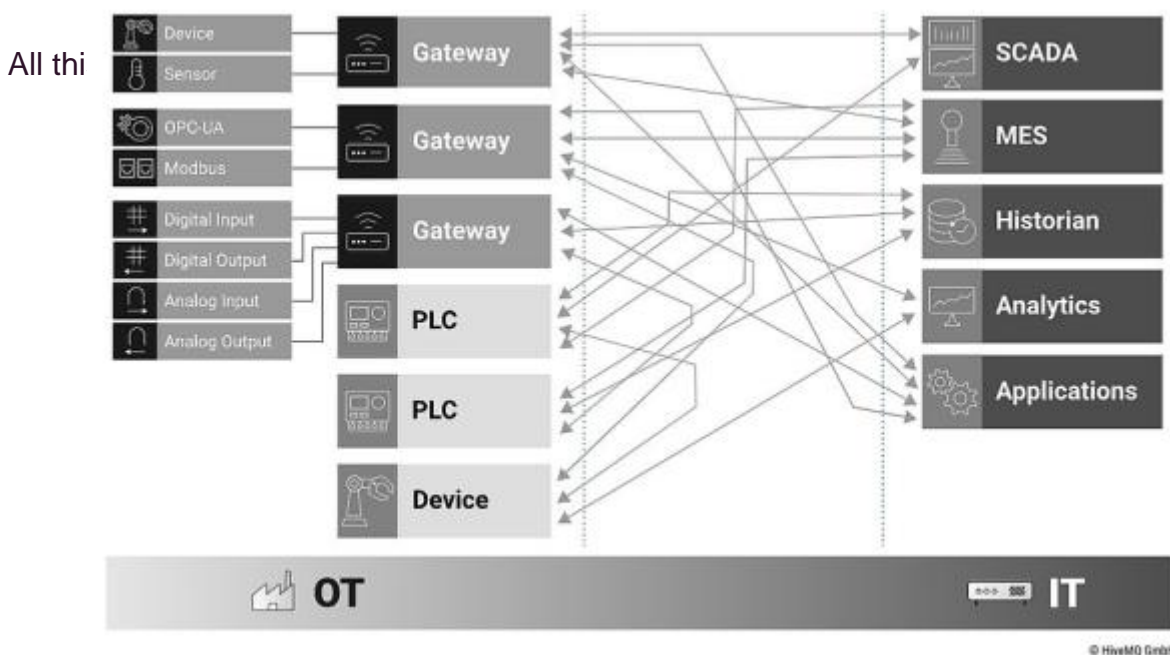 All thi
Device
Sensor
OPC-UA
Modbus
Digital Input
Digital Output
Analog Input
Analog Output
Gateway
Gateway
Gateway
PLC
PLC
Device
SCADA
MES
Historian
Analytics
Applications
OT
IT
© HiveMQ GmbH